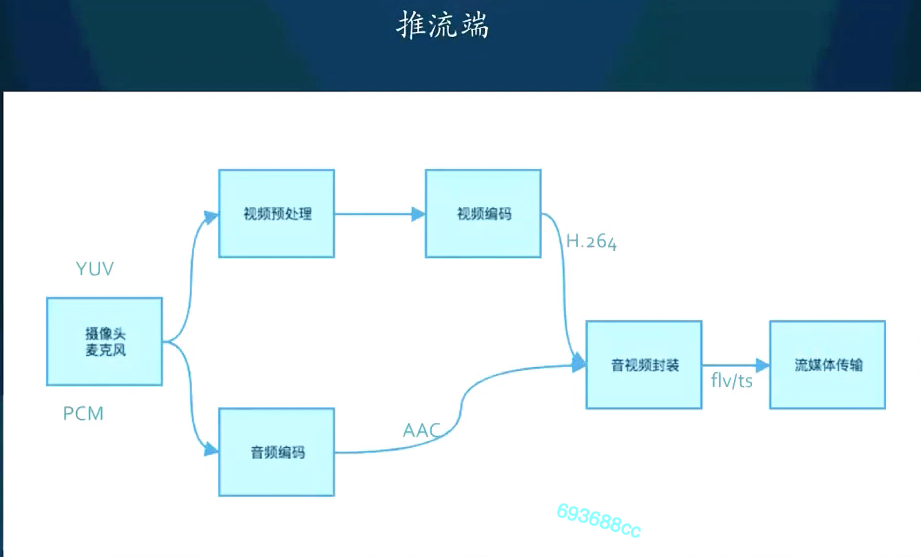 推流端
视频预处理
视频编码
H.264
YUV
摄像头
麦克风
音视频封装
流媒体传输
flv/ts
PCM
AAC
音频编码
693688cc